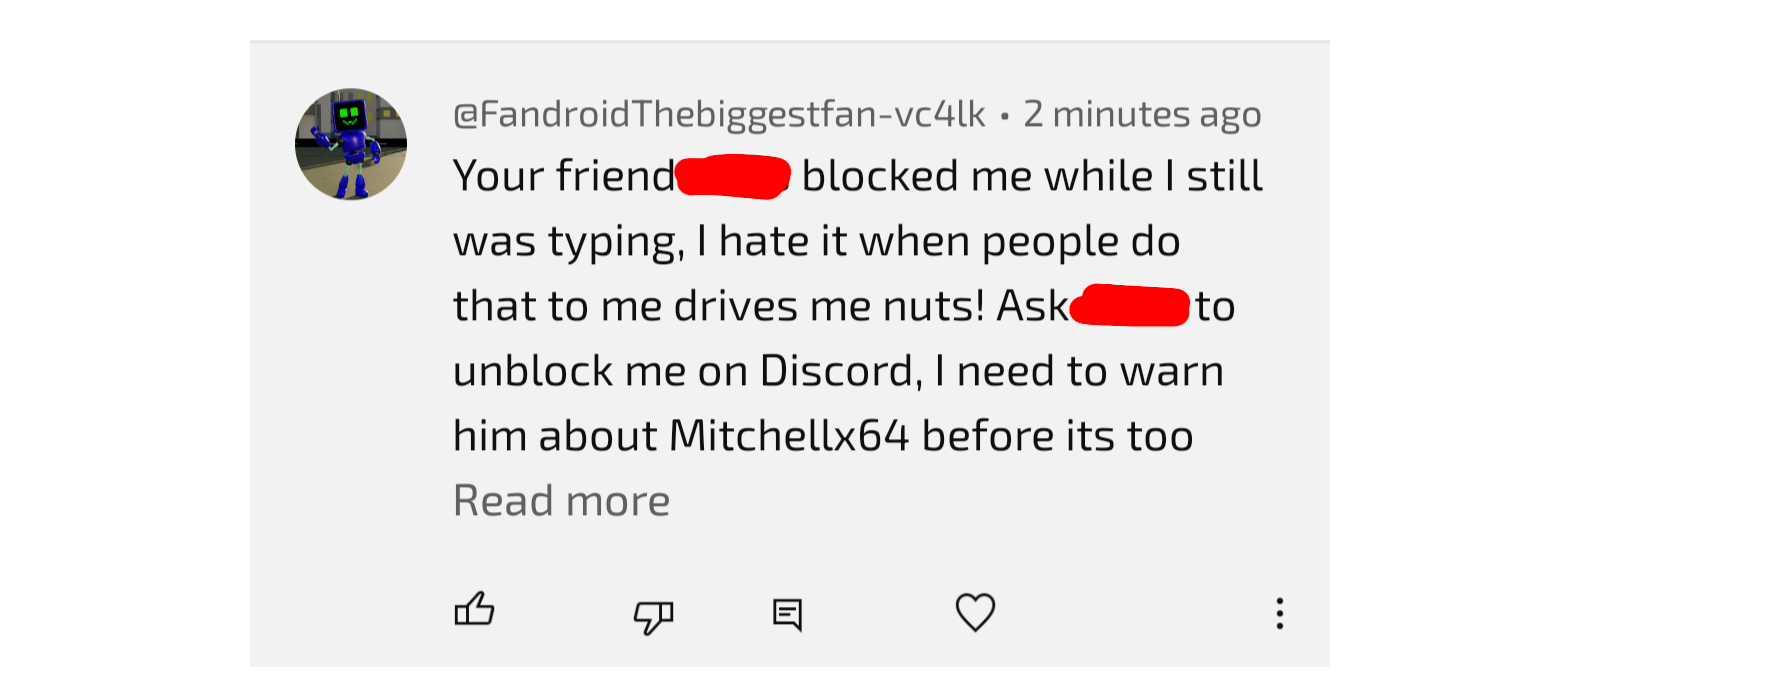 @FandroidThebiggestfan-vc4lk • 2 minutes ago
Your friend blocked me while I still
was typing, I hate it when people do
that to me drives me nuts! Ask to
unblock me on Discord, I need to warn
him about Mitchellx64 before its too
Read more